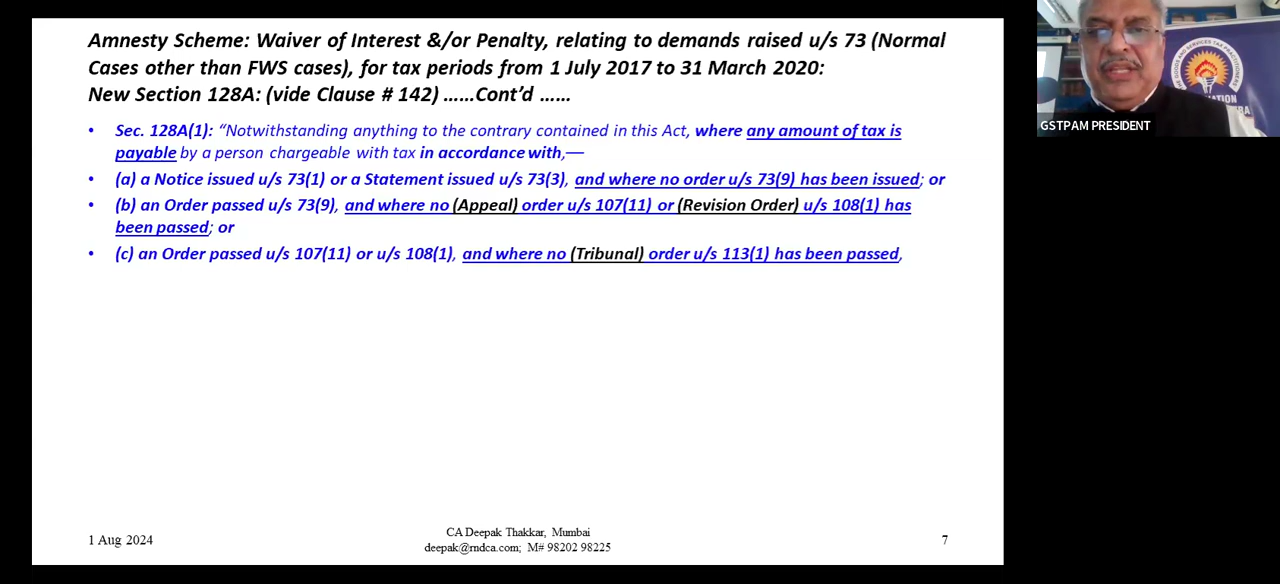 Amnesty Scheme: Waiver of Interest &/or Penalty, relating to demands raised u/s 73 (Normal
Cases other than FWS cases), for tax periods from 1 July 2017 to 31 March 2020:
New Section 128A: (vide Clause # 142) ......Cont'd ......
• Sec. 128A(1): “Notwithstanding anything to the contrary contained in this Act, where any amount of tax is
payable by a person chargeable with tax in accordance with,—
• (a) a Notice issued u/s 73(1) or a Statement issued u/s 73(3), and where no order u/s 73(9) has been issued; or
• (b) an Order passed u/s 73(9), and where no (Appeal) order u/s 107(11) or (Revision Order) u/s 108(1) has
been passed; or
• (c) an Order passed u/s 107(11) or u/s 108(1), and where no (Tribunal) order u/s 113(1) has been passed,
1 Aug 2024
CA Deepak Thakkar, Mumbai
deepak@rndca.com; M# 98202 98225
7
GSTPAM PRESIDENT